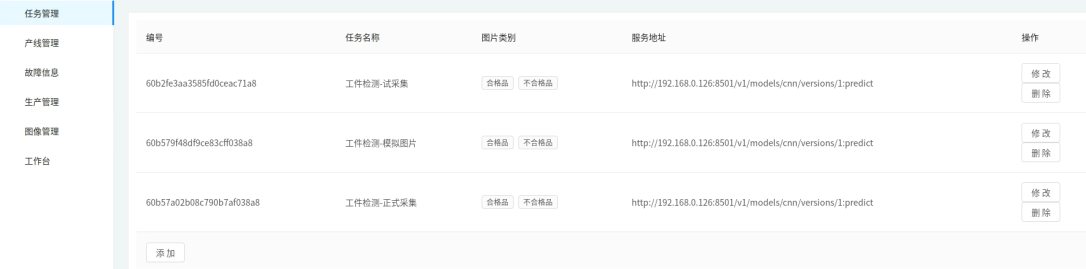 任务管理
产线管理
故障信息
生产管理
图像管理
工作台
编号 任务名称 图片类别 服务地址 操作
60b2fe3aa3585fd0ceac71a8 工件检测-试采集 合格品 不合格品 http://192.168.0.126:8501/v1/models/cnn/versions/1:predict 修 改
删 除
60b579f48df9ce83cff038a8 工件检测-模拟图片 合格品 不合格品 http://192.168.0.126:8501/v1/models/cnn/versions/1:predict 修 改
删 除
60b57a02b08c790b7af038a8 工件检测-正式采集 合格品 不合格品 http://192.168.0.126:8501/v1/models/cnn/versions/1:predict 修 改
删 除
添 加